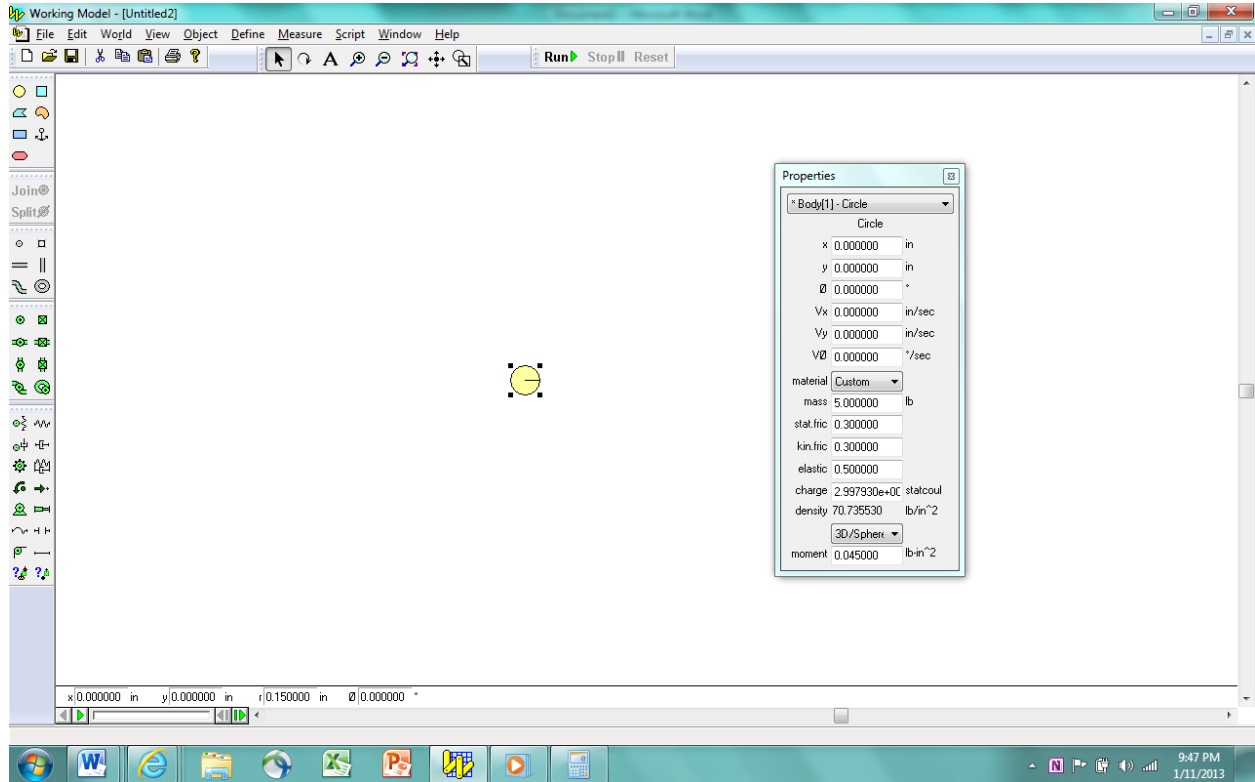 Working Model - [Untitled2]
File Edit World View Object Define Measure Script Window Help
A Run Stop Reset
Join
Split
Properties
* Body[1] - Circle
Circle
x 0.000000 in
y 0.000000 in
Ø 0.000000 °
Vx 0.000000 in/sec
Vy 0.000000 in/sec
VØ 0.000000 °/sec
material Custom
mass 5.000000 lb
stat.fric 0.300000
kin.fric 0.300000
elastic 0.500000
charge 2.997930e+00 statcoul
density 70.735530 lb/in^2
3D/Sphere
moment 0.045000 lb-in^2
x 0.000000 in y 0.000000 in r 0.150000 in Ø 0.000000 °
9:47 PM
1/11/2013